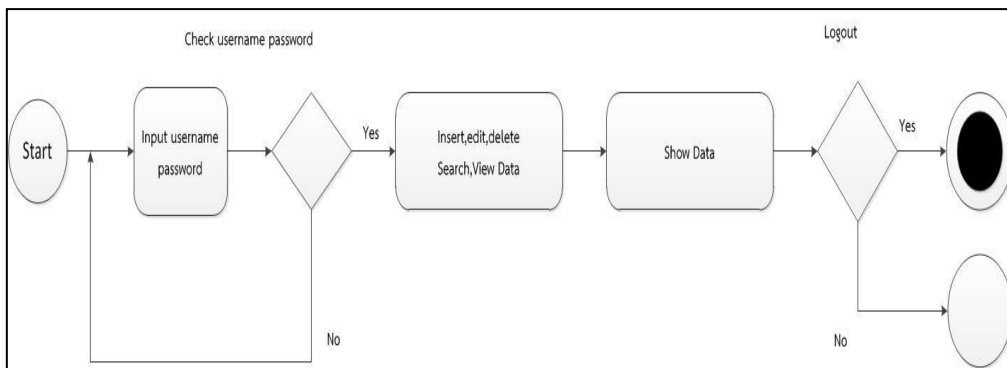 Check username password
Logout
Start
Input username
password
Yes
Insert,edit,delete
Search,View Data
Show Data
Yes
No
No